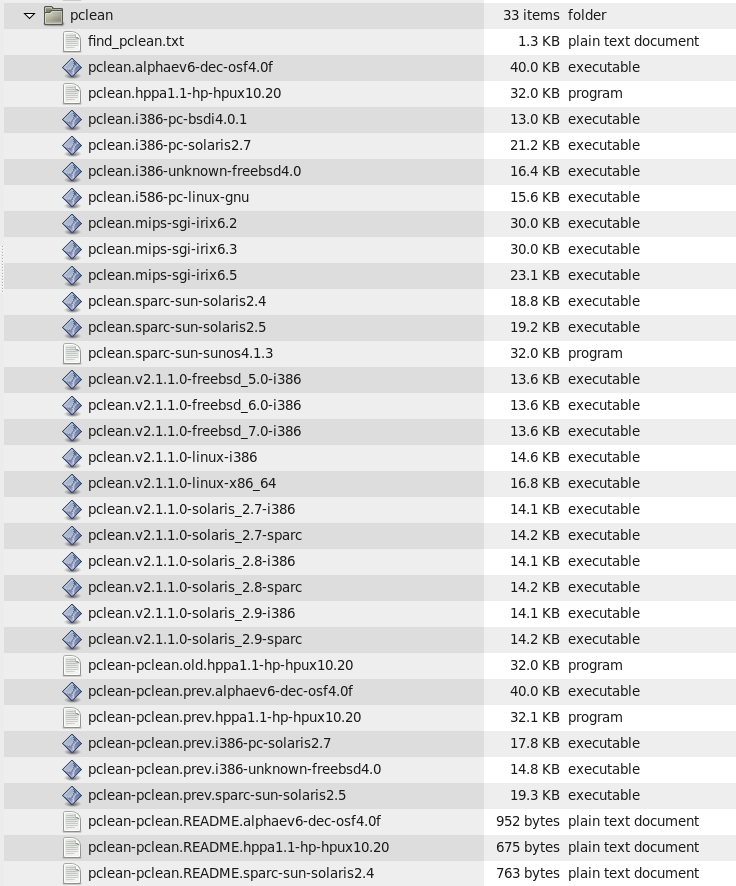 pclean 33 items folder
find_pclean.txt 1.3 KB plain text document
pclean.alphaev6-dec-osf4.0f 40.0 KB executable
pclean.hppa1.1-hp-hpux10.20 32.0 KB program
pclean.i386-pc-bsdi4.0.1 13.0 KB executable
pclean.i386-pc-solaris2.7 21.2 KB executable
pclean.i386-unknown-freebsd4.0 16.4 KB executable
pclean.i586-pc-linux-gnu 15.6 KB executable
pclean.mips-sgi-irix6.2 30.0 KB executable
pclean.mips-sgi-irix6.3 30.0 KB executable
pclean.mips-sgi-irix6.5 23.1 KB executable
pclean.sparc-sun-solaris2.4 18.8 KB executable
pclean.sparc-sun-solaris2.5 19.2 KB executable
pclean.sparc-sun-sunos4.1.3 32.0 KB program
pclean.v2.1.1.0-freebsd_5.0-i386 13.6 KB executable
pclean.v2.1.1.0-freebsd_6.0-i386 13.6 KB executable
pclean.v2.1.1.0-freebsd_7.0-i386 13.6 KB executable
pclean.v2.1.1.0-linux-i386 14.6 KB executable
pclean.v2.1.1.0-linux-x86_64 16.8 KB executable
pclean.v2.1.1.0-solaris_2.7-i386 14.1 KB executable
pclean.v2.1.1.0-solaris_2.7-sparc 14.2 KB executable
pclean.v2.1.1.0-solaris_2.8-i386 14.1 KB executable
pclean.v2.1.1.0-solaris_2.8-sparc 14.2 KB executable
pclean.v2.1.1.0-solaris_2.9-i386 14.1 KB executable
pclean.v2.1.1.0-solaris_2.9-sparc 14.2 KB executable
pclean-pclean.old.hppa1.1-hp-hpux10.20 32.0 KB program
pclean-pclean.prev.alphaev6-dec-osf4.0f 40.0 KB executable
pclean-pclean.prev.hppa1.1-hp-hpux10.20 32.1 KB program
pclean-pclean.prev.i386-pc-solaris2.7 17.8 KB executable
pclean-pclean.prev.i386-unknown-freebsd4.0 14.8 KB executable
pclean-pclean.prev.sparc-sun-solaris2.5 19.3 KB executable
pclean-pclean.README.alphaev6-dec-osf4.0f 952 bytes plain text document
pclean-pclean.README.hppa1.1-hp-hpux10.20 675 bytes plain text document
pclean-pclean.README.sparc-sun-solaris2.4 763 bytes plain text document